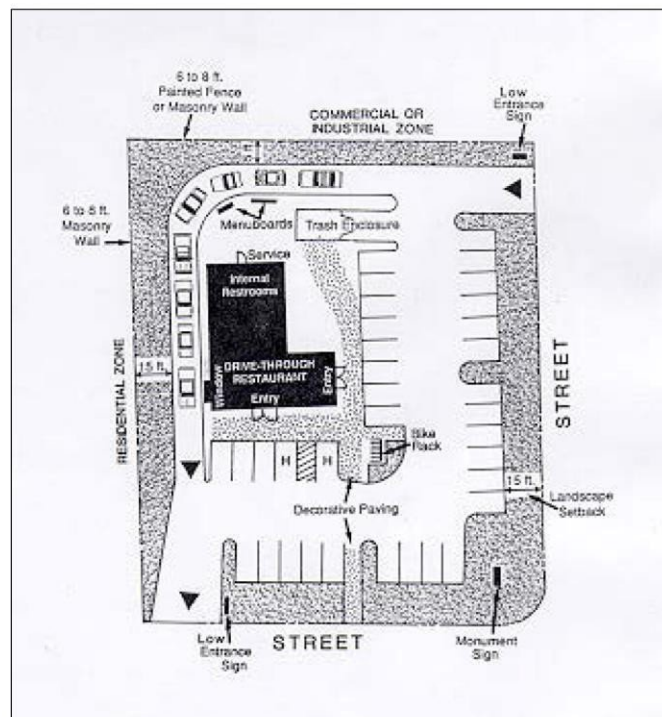 6 to 8 ft.
Painted Fence
or Masonry Wall
COMMERCIAL OR
INDUSTRIAL ZONE
Low
Entrance
Sign
6 to 8 ft.
Masonry
Wall
Menuboards
Trash Enclosure
Service
Internal
Restrooms
RESIDENTIAL ZONE
15 ft.
Window
DRIVE-THROUGH
RESTAURANT
Entry
Entry
STREET
Bike
Rack
H
H
15 ft.
Landscape
Setback
Decorative Paving
Low
Entrance
Sign
STREET
Monument
Sign